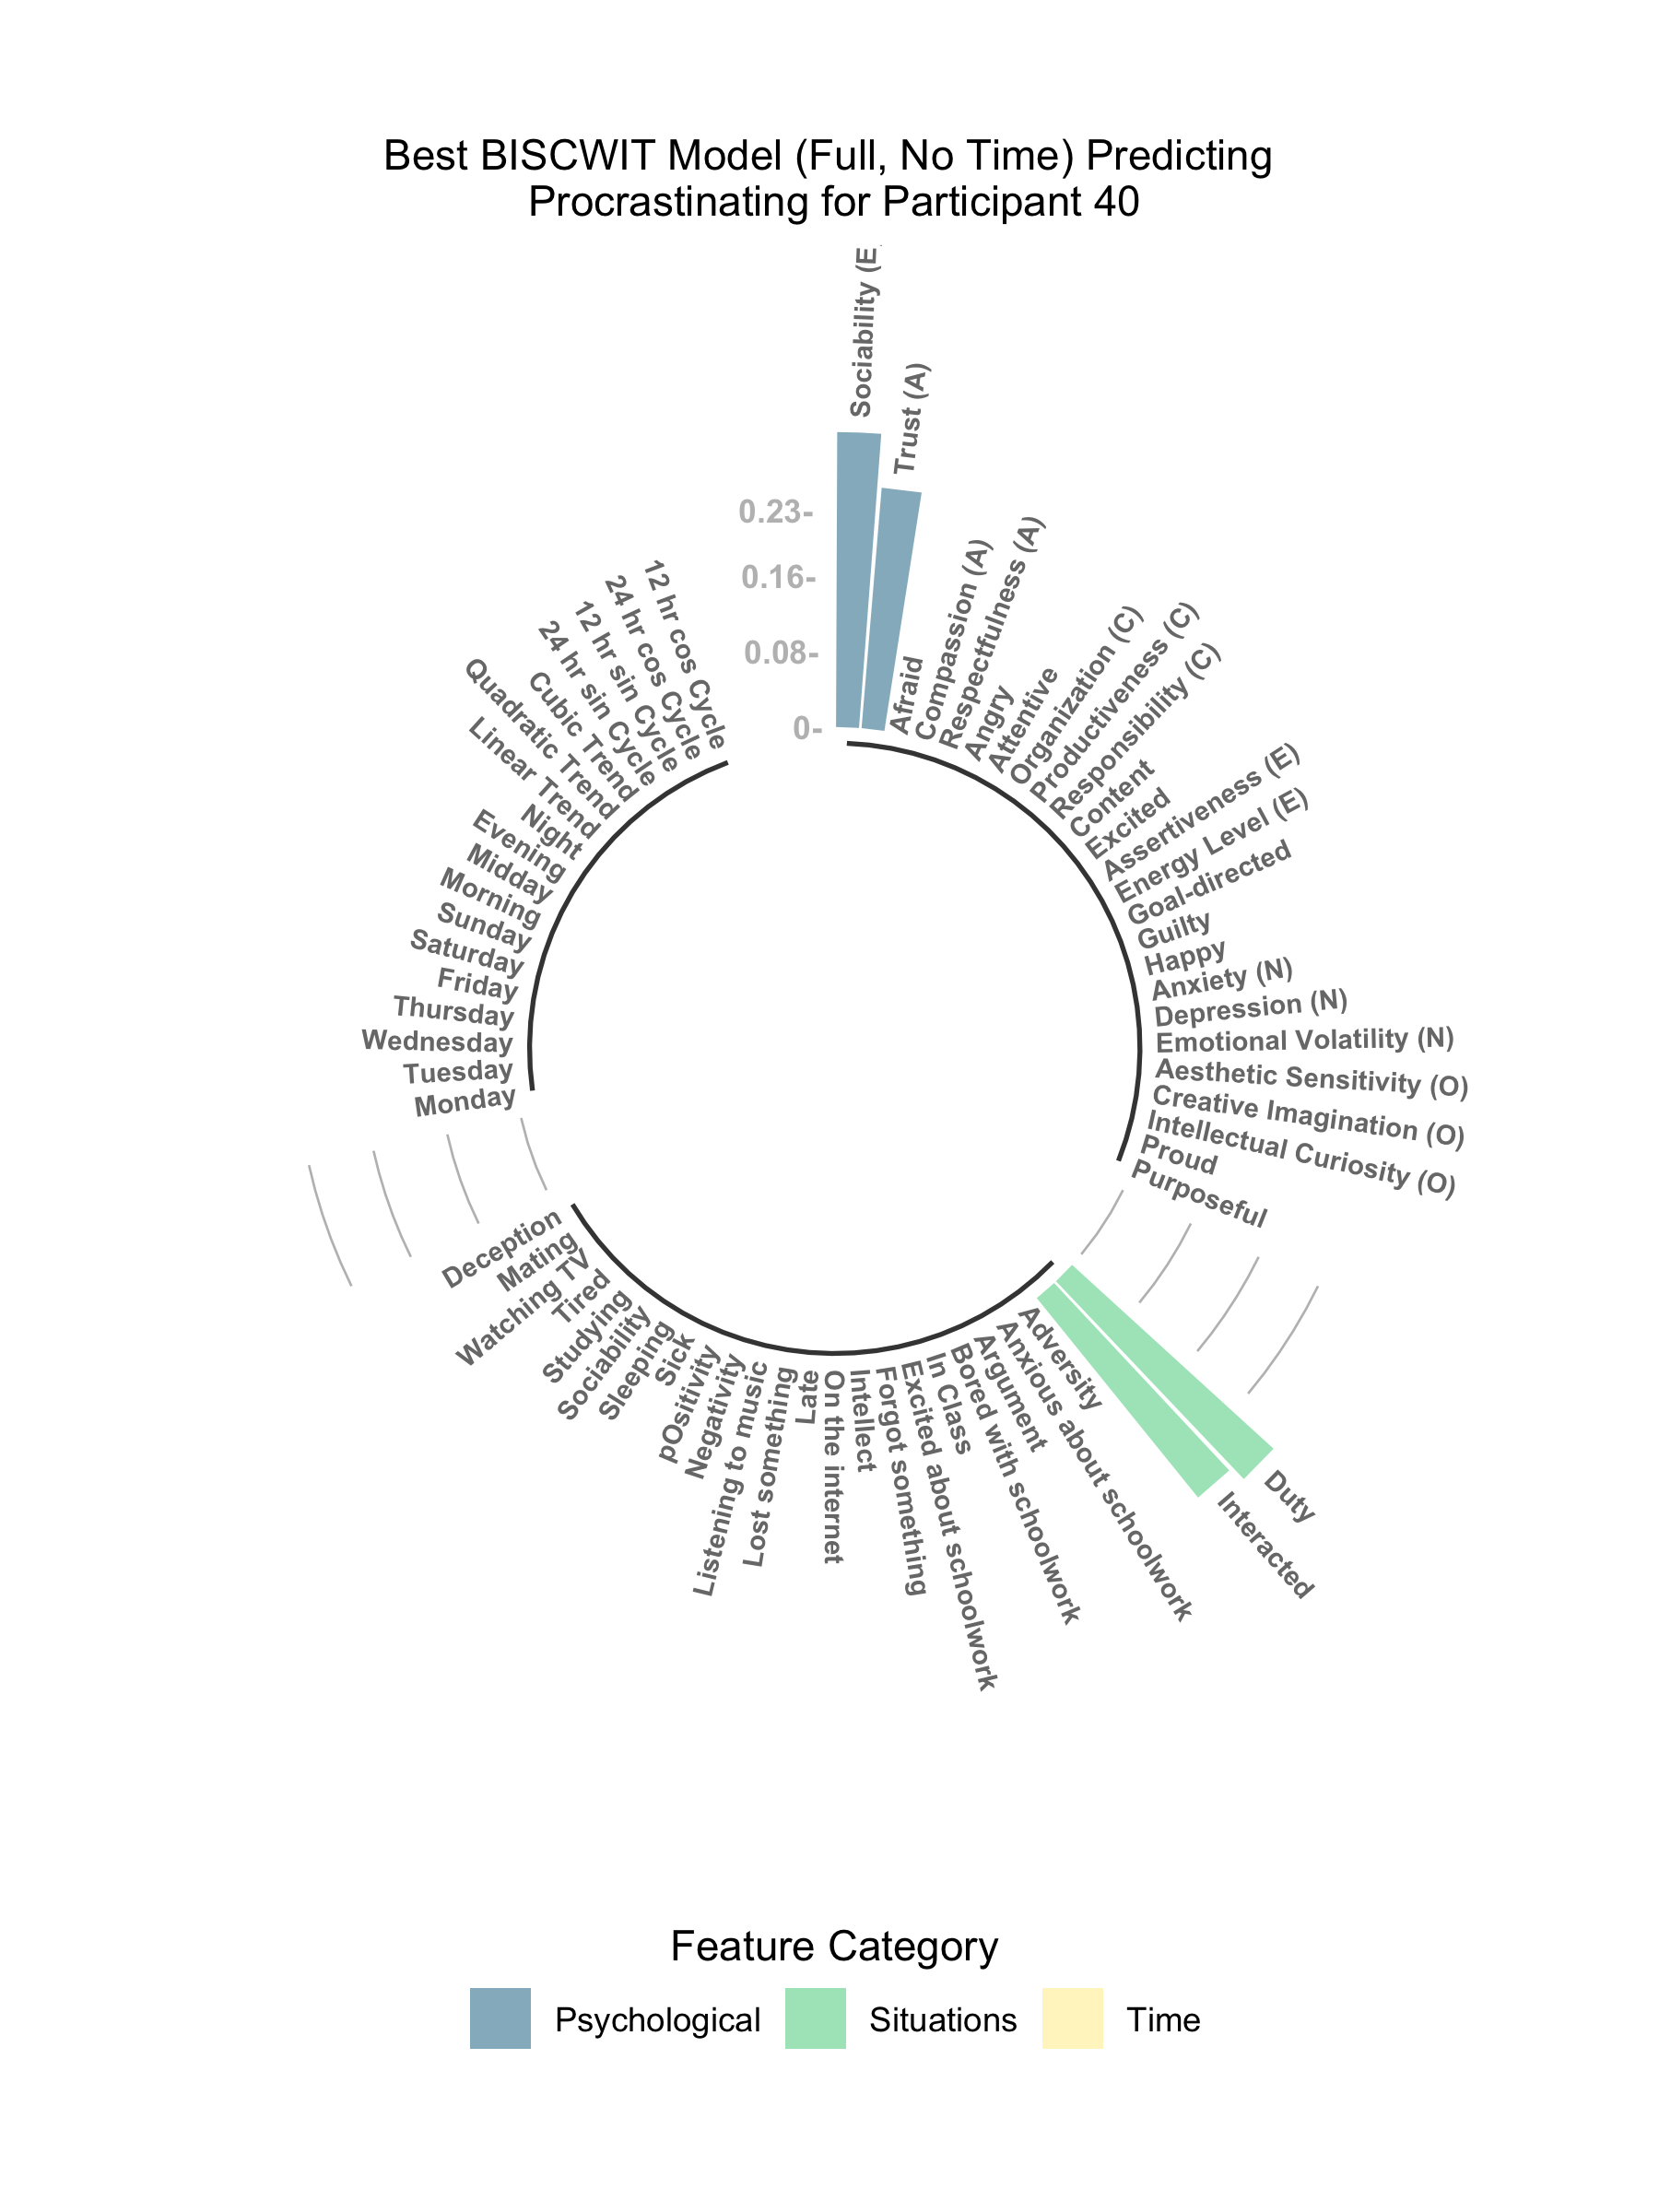 Best BISCWIT Model (Full, No Time) Predicting
Procrastinating for Participant 40
0.23-
0.16-
0.08-
0-
Sociability (E
Trust (A)
Afraid
Compassion (A)
Respectfulness (A)
Angry
Attentive
Organization (C)
Productiveness (C)
Responsibility (C)
Content
Excited
Assertiveness (E)
Energy Level (E)
Goal-directed
Guilty
Happy
Anxiety (N)
Depression (N)
Emotional Volatility (N)
Aesthetic Sensitivity (O)
Creative Imagination (O)
Intellectual Curiosity (O)
Proud
Purposeful
Duty
Interacted
Adversity
Anxious about schoolwork
Argument
Bored with schoolwork
In Class
Excited about schoolwork
Forgot something
Intellect
On the internet
Late
Lost something
Listening to music
Negativity
pOsitivity
Sick
Sleeping
Sociability
Studying
Tired
Watching TV
Mating
Deception
Monday
Tuesday
Wednesday
Thursday
Friday
Saturday
Sunday
Morning
Midday
Evening
Night
Linear Trend
Quadratic Trend
Cubic Trend
24 hr sin Cycle
12 hr sin Cycle
24 hr cos Cycle
12 hr cos Cycle
Feature Category
Psychological
Situations
Time